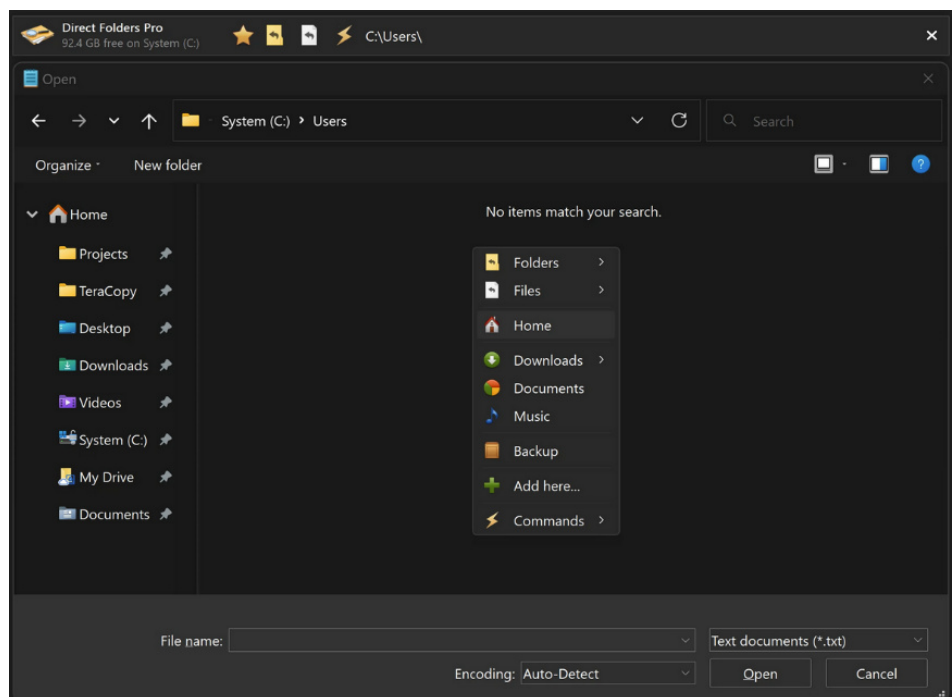 Direct Folders Pro
92.4 GB free on System (C:)
C:\Users\
Open
System (C:) > Users
Search
Organize
New folder
Home
Projects
TeraCopy
Desktop
Downloads
Videos
System (C:)
My Drive
Documents
No items match your search.
Folders
Files
Home
Downloads
Documents
Music
Backup
Add here...
Commands
File name:
Text documents (*.txt)
Encoding: Auto-Detect
Open
Cancel